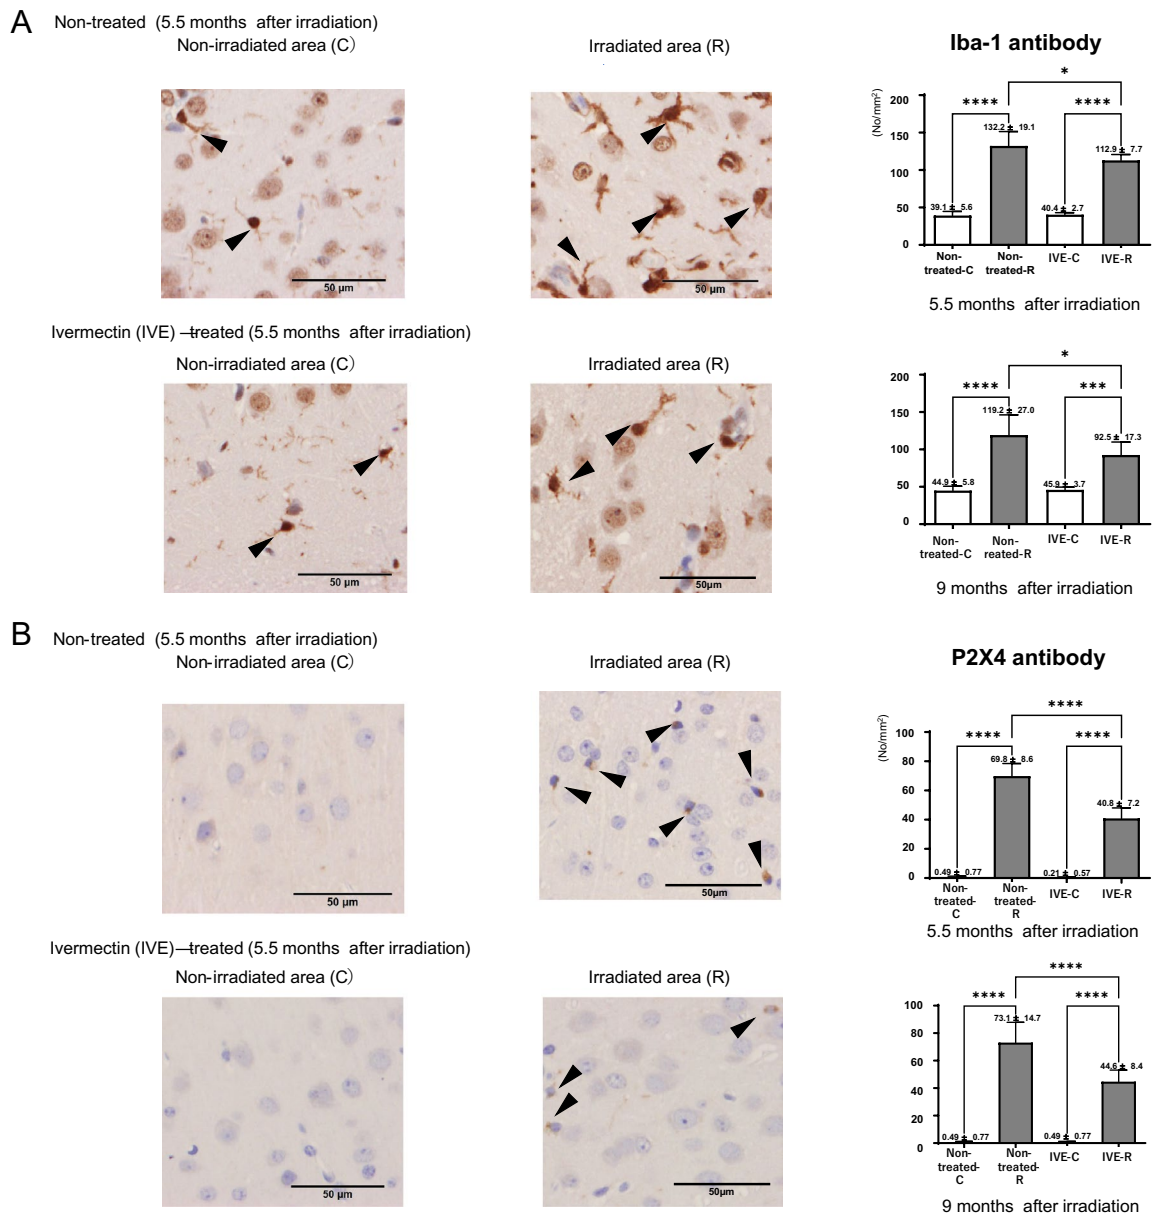 A
Non-treated (5.5 months after irradiation)
Non-irradiated area (C)
Irradiated area (R)
50 μm
50 μm
Iba-1 antibody
(No/mm²)
*
**** ****
200
150
100
50
0
39.1 ± 5.6
132.2 ± 19.1
40.4 ± 2.7
112.9 ± 7.7
Non-treated-C
Non-treated-R
IVE-C
IVE-R
5.5 months after irradiation
Ivermectin (IVE) —treated (5.5 months after irradiation)
Non-irradiated area (C)
Irradiated area (R)
50 μm
50μm
*
**** ***
200
150
100
50
0
44.9 ± 5.8
119.2 ± 27.0
45.9 ± 3.7
92.5 ± 17.3
Non-treated-C
Non-reated-R
IVE-C
IVE-R
9 months after irradiation
B
Non-treated (5.5 months after irradiation)
Non-irradiated area (C)
Irradiated area (R)
50 μm
50μm
P2X4 antibody
(No/mm²)
****
**** ****
100
80
60
40
20
0
0.49 ± 0.77
69.8 ± 8.6
0.21 ± 0.57
40.8 ± 7.2
Non-treated-C
Non-treated-R
IVE-C
IVE-R
5.5 months after irradiation
Ivermectin (IVE)—treated (5.5 months after irradiation)
Non-irradiated area (C)
Irradiated area (R)
50 μm
50μm
****
**** ****
100
80
60
40
20
0
0.49 ± 0.77
73.1 ± 14.7
0.49 ± 0.77
44.6 ± 8.4
Non-treated-C
Non-treated-R
IVE-C
IVE-R
9 months after irradiation